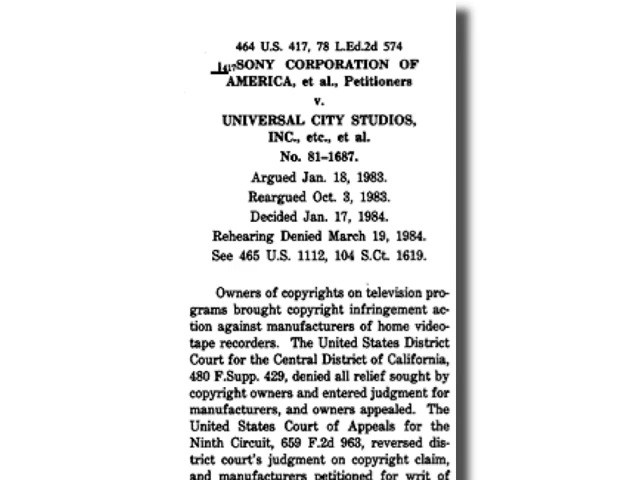 464 U.S. 417, 78 L.Ed.2d 574
⊥417SONY CORPORATION OF
AMERICA, et al., Petitioners
v.
UNIVERSAL CITY STUDIOS,
INC., etc., et al.
No. 81–1687.
Argued Jan. 18, 1983.
Reargued Oct. 3, 1983.
Decided Jan. 17, 1984.
Rehearing Denied March 19, 1984.
See 465 U.S. 1112, 104 S.Ct. 1619.
Owners of copyrights on television pro-
grams brought copyright infringement ac-
tion against manufacturers of home video-
tape recorders. The United States District
Court for the Central District of California,
480 F.Supp. 429, denied all relief sought by
copyright owners and entered judgment for
manufacturers, and owners appealed. The
United States Court of Appeals for the
Ninth Circuit, 659 F.2d 963, reversed dis-
trict court's judgment on copyright claim,
and manufacturers petitioned for writ of